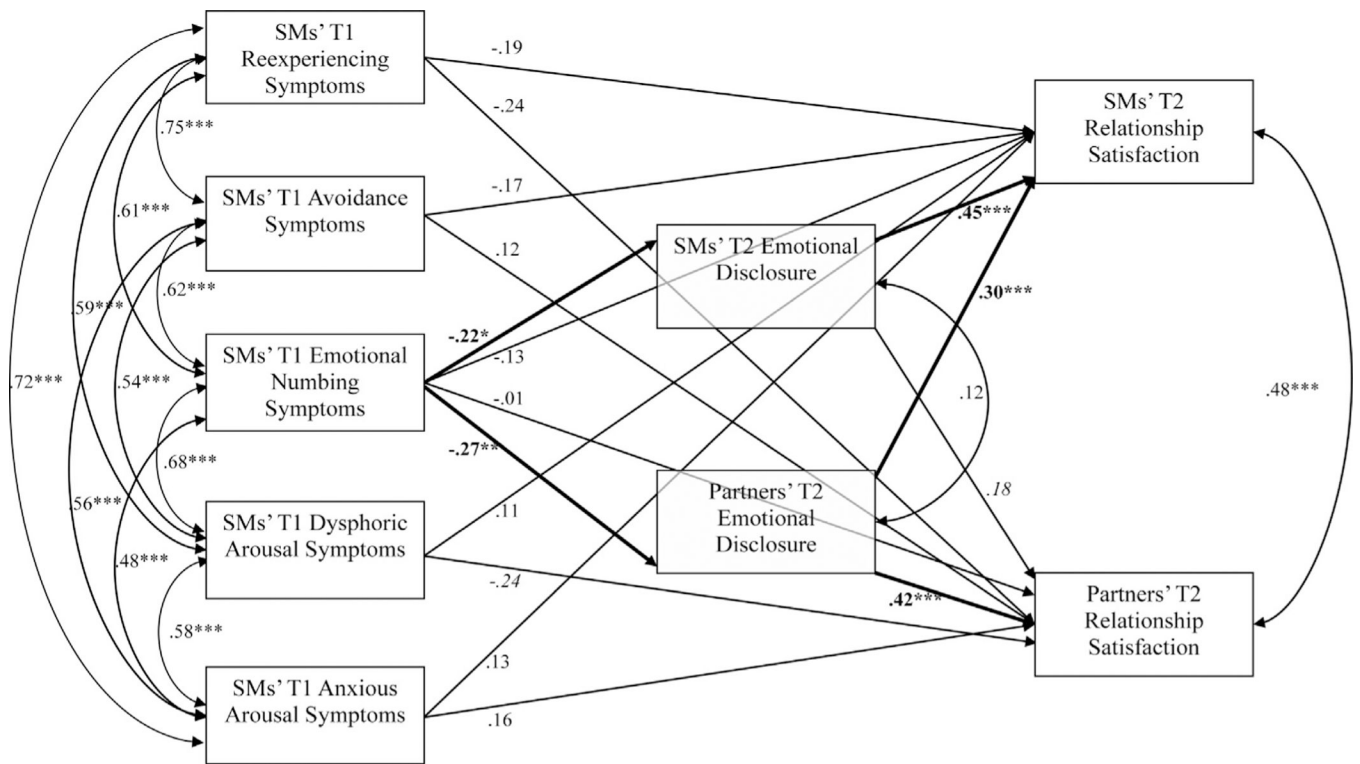 SMs' T1
Reexperiencing
Symptoms
SMs' T1 Avoidance
Symptoms
SMs' T1 Emotional
Numbing
Symptoms
SMs' T1 Dysphoric
Arousal Symptoms
SMs' T1 Anxious
Arousal Symptoms
.75***
.61***
.62***
.59***
.72***
.54***
.68***
.56***
.48***
.58***
-.19
-.24
-.17
.12
-.22*
-.13
-.01
-.27**
.11
-.24
.13
.16
SMs' T2 Emotional
Disclosure
Partners' T2
Emotional
Disclosure
.45***
.30***
.12
.18
.42***
SMs' T2
Relationship
Satisfaction
Partners' T2
Relationship
Satisfaction
.48***